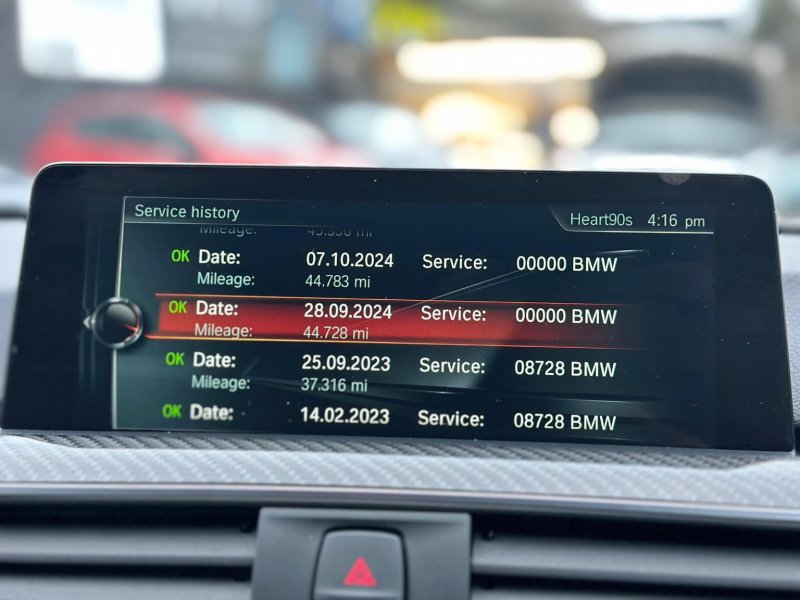 Service history
Heart90s 4:16 pm
Mileage:
OK Date: 07.10.2024 Service: 00000 BMW
Mileage: 44.783 mi
OK Date: 28.09.2024 Service: 00000 BMW
Mileage: 44.728 mi
OK Date: 25.09.2023 Service: 08728 BMW
Mileage: 37.316 mi
OK Date: 14.02.2023 Service: 08728 BMW